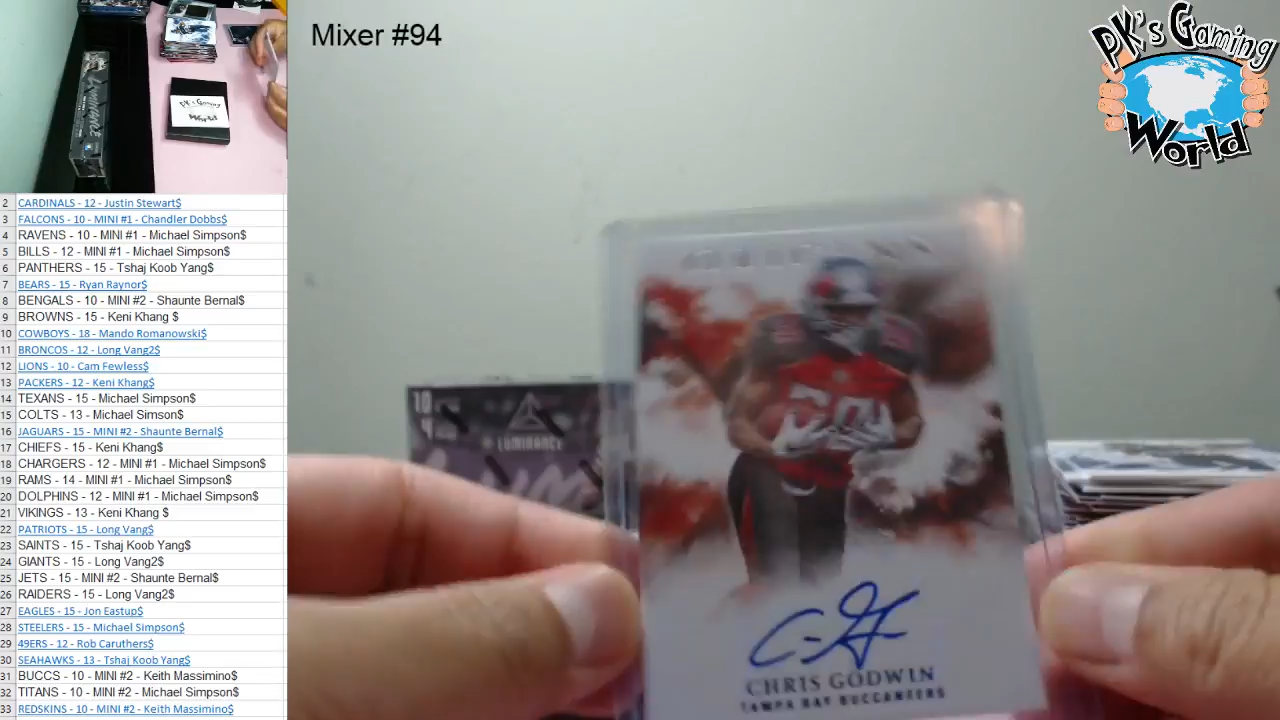 Mixer #94
PK's Gaming
World
PK's Gaming
World
LUMINANCE
2 CARDINALS - 12 - Justin Stewart$
3 FALCONS - 10 - MINI #1 - Chandler Dobbs$
4 RAVENS - 10 - MINI #1 - Michael Simpson$
5 BILLS - 12 - MINI #1 - Michael Simpson$
6 PANTHERS - 15 - Tshaj Koob Yang$
7 BEARS - 15 - Ryan Raynor$
8 BENGALS - 10 - MINI #2 - Shaunte Bernal$
9 BROWNS - 15 - Keni Khang $
10 COWBOYS - 18 - Mando Romanowski$
11 BRONCOS - 12 - Long Vang2$
12 LIONS - 10 - Cam Fewless$
13 PACKERS - 12 - Keni Khang$
14 TEXANS - 15 - Michael Simpson$
15 COLTS - 13 - Michael Simson$
16 JAGUARS - 15 - MINI #2 - Shaunte Bernal$
17 CHIEFS - 15 - Keni Khang$
18 CHARGERS - 12 - MINI #1 - Michael Simpson$
19 RAMS - 14 - MINI #1 - Michael Simpson$
20 DOLPHINS - 12 - MINI #1 - Michael Simpson$
21 VIKINGS - 13 - Keni Khang $
22 PATRIOTS - 15 - Long Vang$
23 SAINTS - 15 - Tshaj Koob Yang$
24 GIANTS - 15 - Long Vang2$
25 JETS - 15 - MINI #2 - Shaunte Bernal$
26 RAIDERS - 15 - Long Vang2$
27 EAGLES - 15 - Jon Eastup$
28 STEELERS - 15 - Michael Simpson$
29 49ERS - 12 - Rob Caruthers$
30 SEAHAWKS - 13 - Tshaj Koob Yang$
31 BUCCS - 10 - MINI #2 - Keith Massimino$
32 TITANS - 10 - MINI #2 - Michael Simpson$
33 REDSKINS - 10 - MINI #2 - Keith Massimino$
10
4
LUMINANCE
CHRIS GODWIN
TAMPA BAY BUCCANEERS